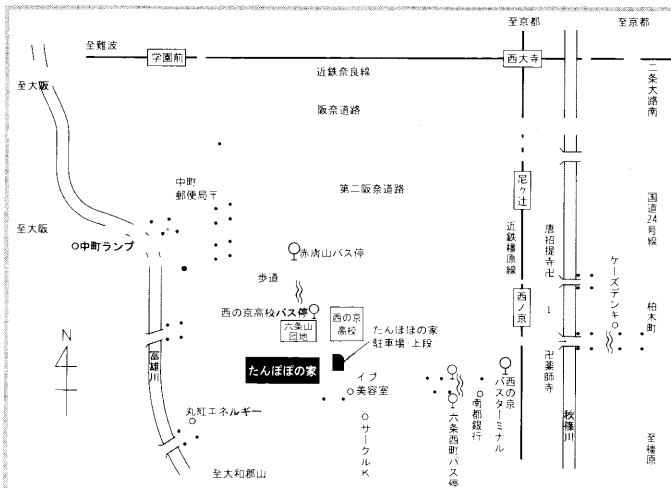 至京都
至京都
至難波
学園前
西大寺
近鉄奈良線
至大阪
二条大路南
阪奈道路
中町
郵便局〒
第二阪奈道路
尼ヶ辻
至大阪
中町ランプ
赤膚山バス停
近鉄橿原線
唐招提寺卍
国道24号線
ケーズデンキ
歩道
西の京高校バス停
六条山
団地
西の京
高校
西ノ京
柏木町
N
たんぽぽの家
駐車場・上段
たんぽぽの家
富雄川
イブ
美容室
卍薬師寺
丸紅エネルギー
サークルK
六条西町バス停
南都銀行
西の京
バスターミナル
秋篠川
至橿原
至大和郡山